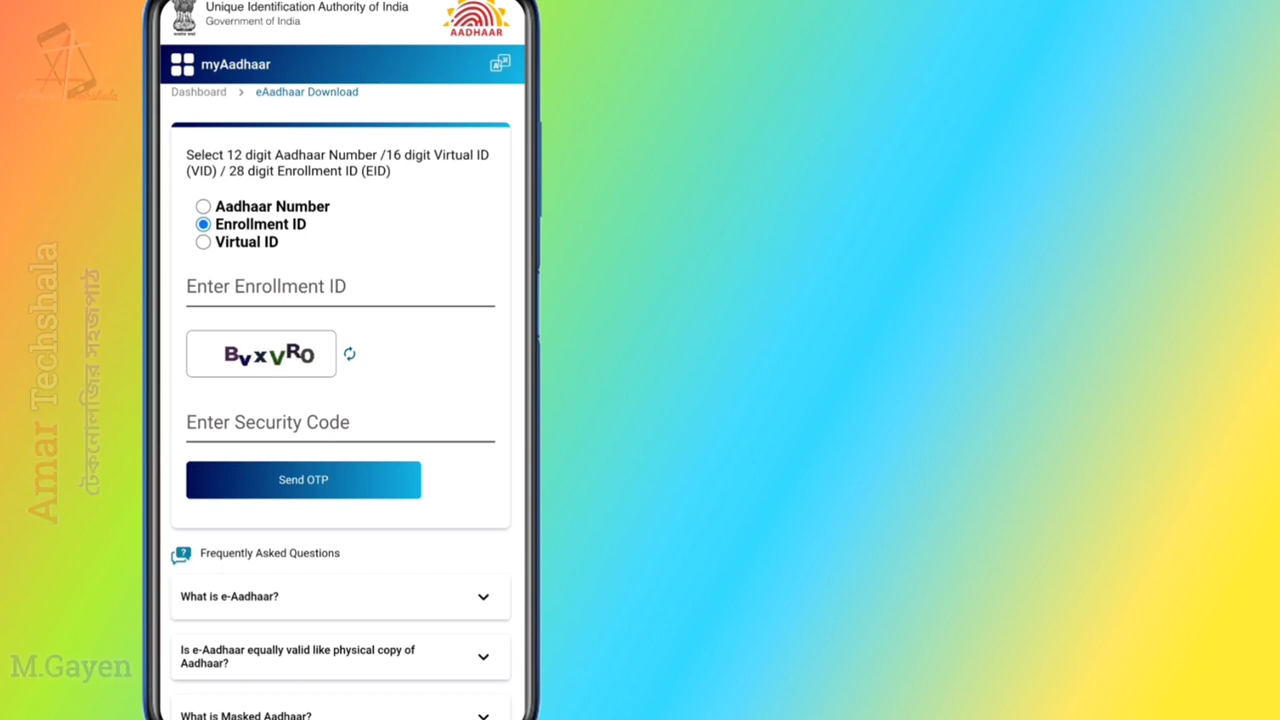 Unique Identification Authority of India
Government of India
AADHAAR
myAadhaar
Dashboard > eAadhaar Download
Select 12 digit Aadhaar Number /16 digit Virtual ID
(VID) / 28 digit Enrollment ID (EID)
Aadhaar Number
Enrollment ID
Virtual ID
Enter Enrollment ID
BvxVRO
Enter Security Code
Send OTP
Frequently Asked Questions
What is e-Aadhaar?
Is e-Aadhaar equally valid like physical copy of
Aadhaar?
What is Masked Aadhaar?
Amar Techshala
টেকনোলজির সহজপাঠ
M.Gayen